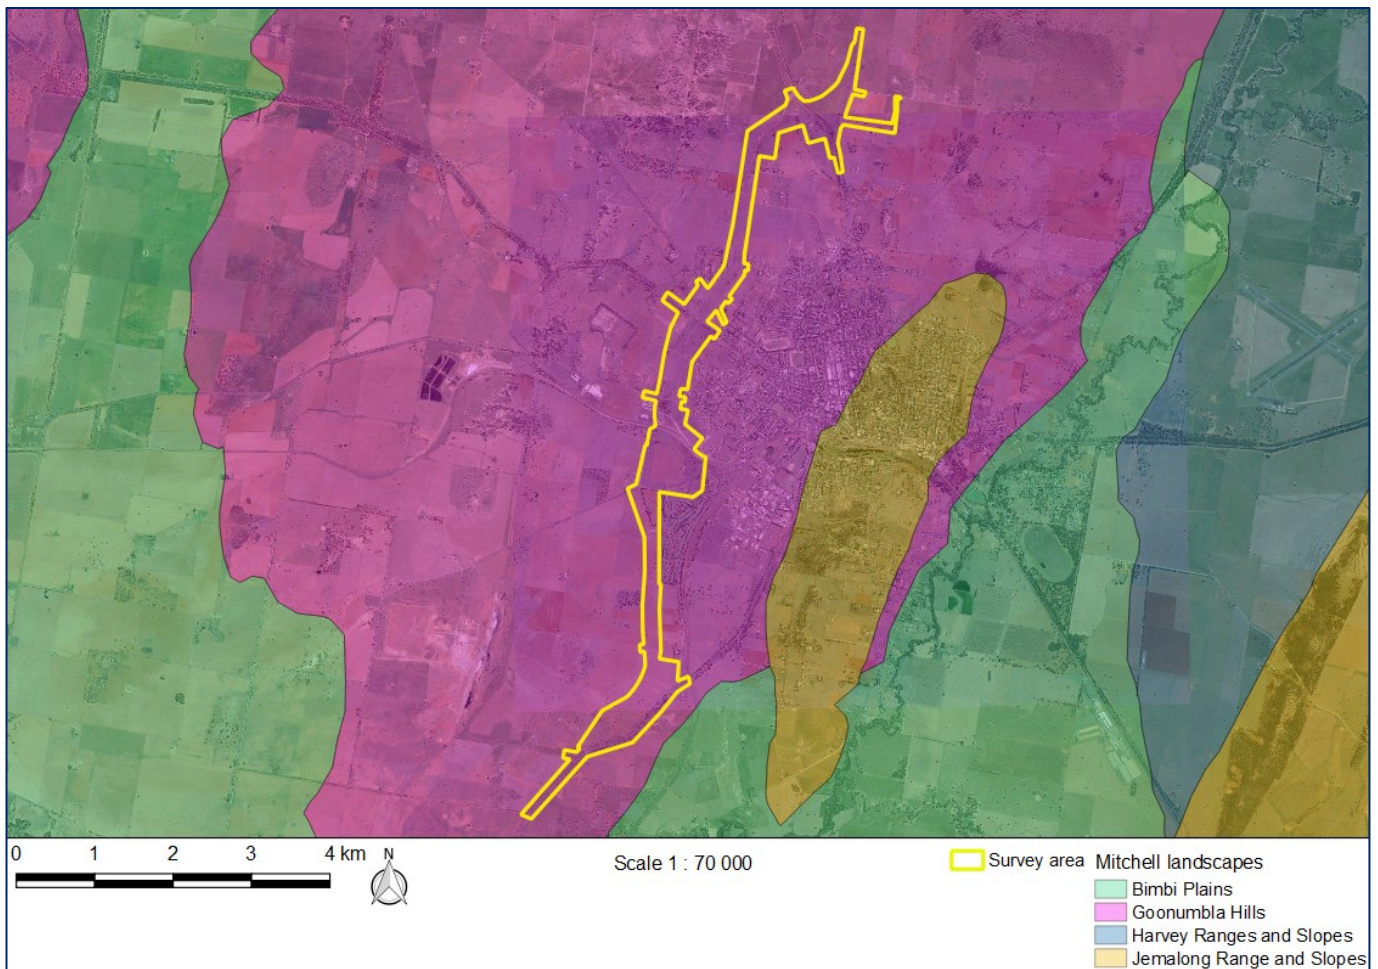 0 1 2 3 4 km
N
Scale 1 : 70 000
Survey area
Mitchell landscapes
Bimbi Plains
Goonumbla Hills
Harvey Ranges and Slopes
Jemalong Range and Slopes